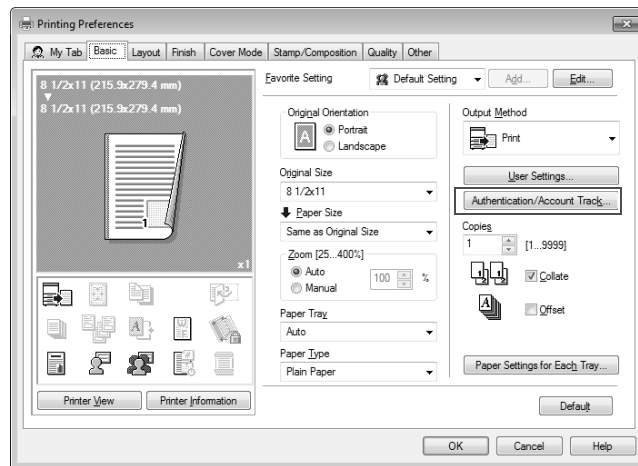 Printing Preferences
My Tab Basic Layout Finish Cover Mode Stamp/Composition Quality Other
8 1/2x11 (215.9x279.4 mm)
8 1/2x11 (215.9x279.4 mm)
1
x1
Printer View Printer Information
Favorite Setting Default Setting Add... Edit...
Original Orientation
A Portrait
Landscape
Original Size
8 1/2x11
Paper Size
Same as Original Size
Zoom [25...400%]
Auto
Manual
100 %
Paper Tray
Auto
Paper Type
Plain Paper
Output Method
Print
User Settings...
Authentication/Account Track...
Copies
1 [1...9999]
Collate
Offset
Paper Settings for Each Tray...
Default
OK Cancel Help